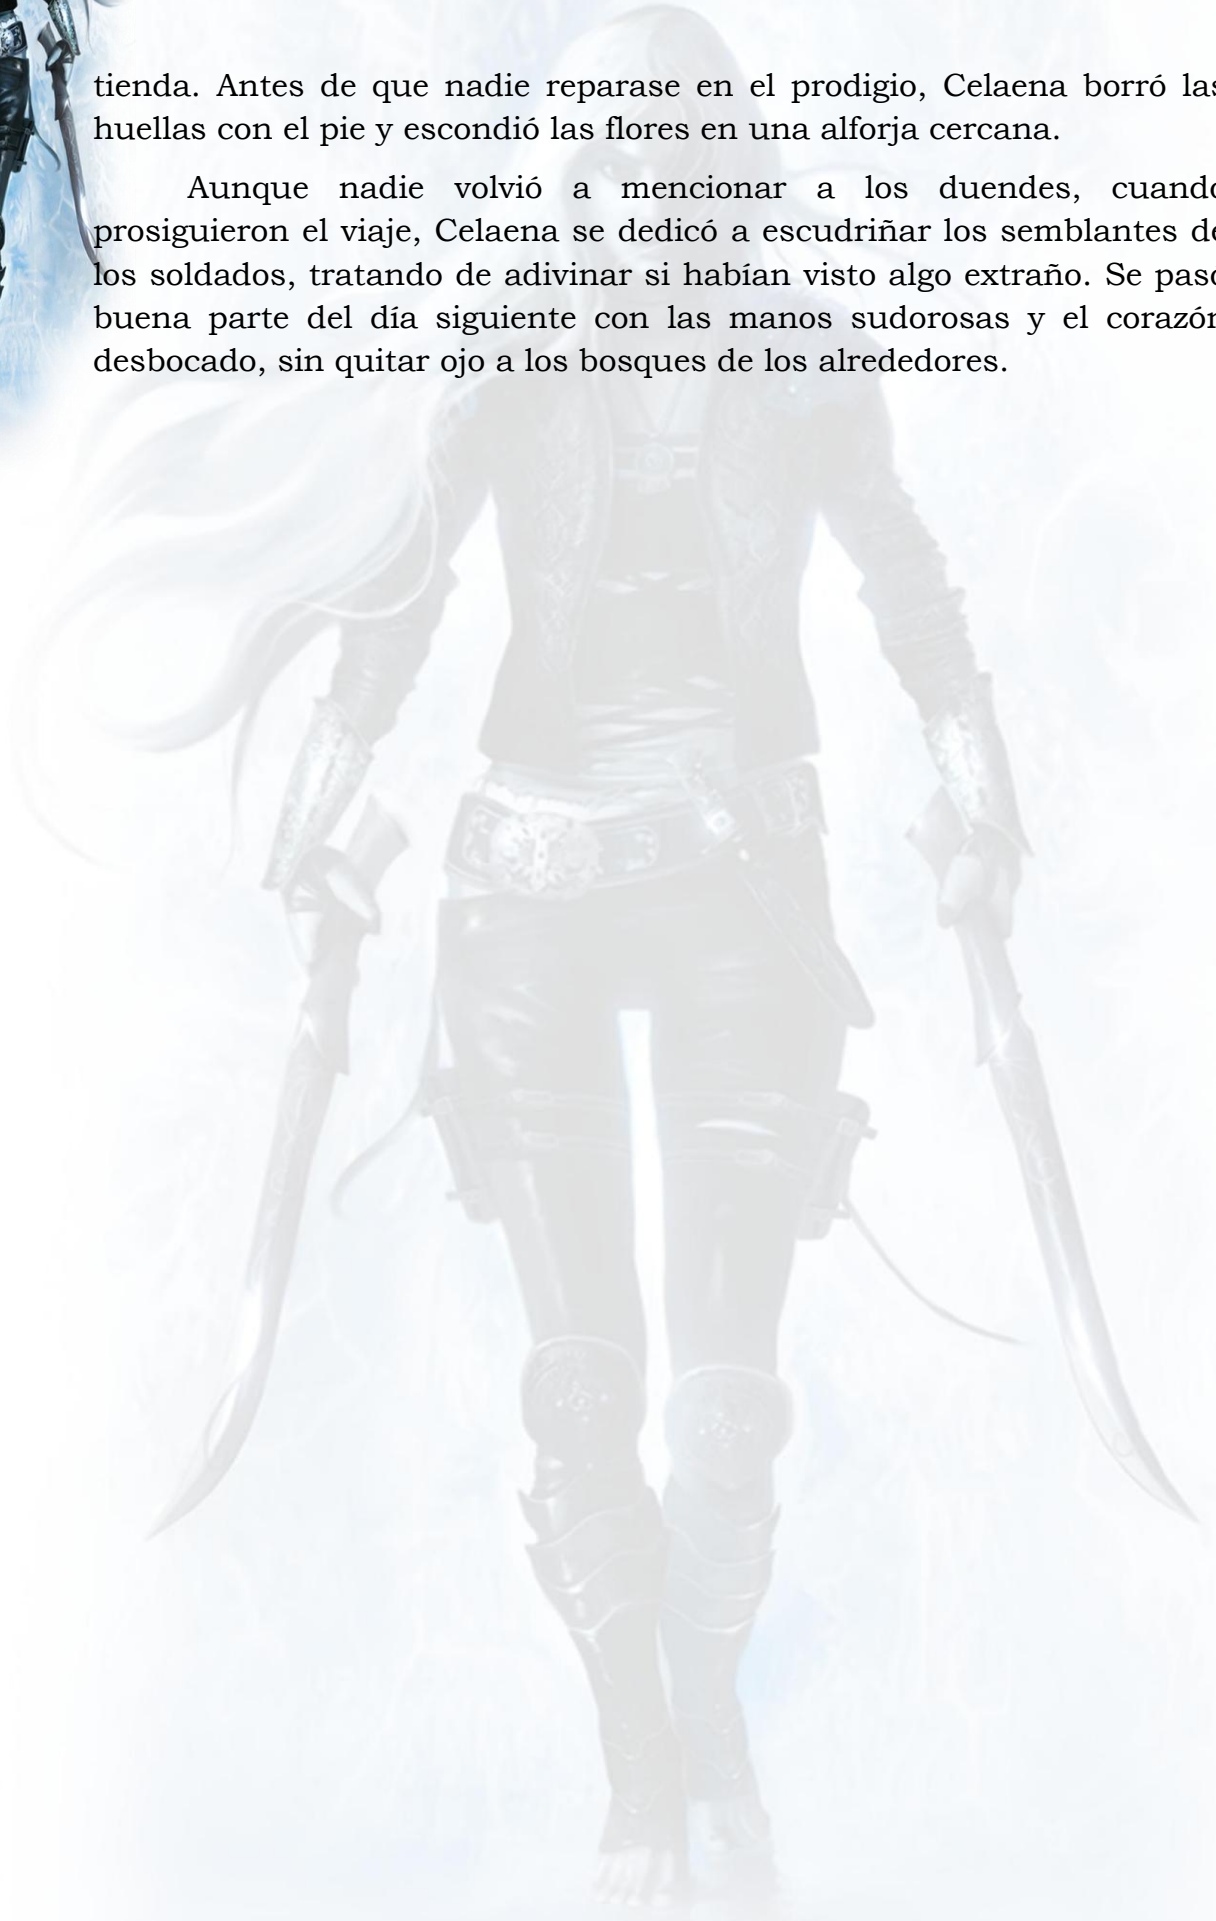 tienda. Antes de que nadie reparase en el prodigio, Celaena borró las
huellas con el pie y escondió las flores en una alforja cercana.
Aunque nadie volvió a mencionar a los duendes, cuando
prosiguieron el viaje, Celaena se dedicó a escudriñar los semblantes de
los soldados, tratando de adivinar si habían visto algo extraño. Se pasó
buena parte del día siguiente con las manos sudorosas y el corazón
desbocado, sin quitar ojo a los bosques de los alrededores.